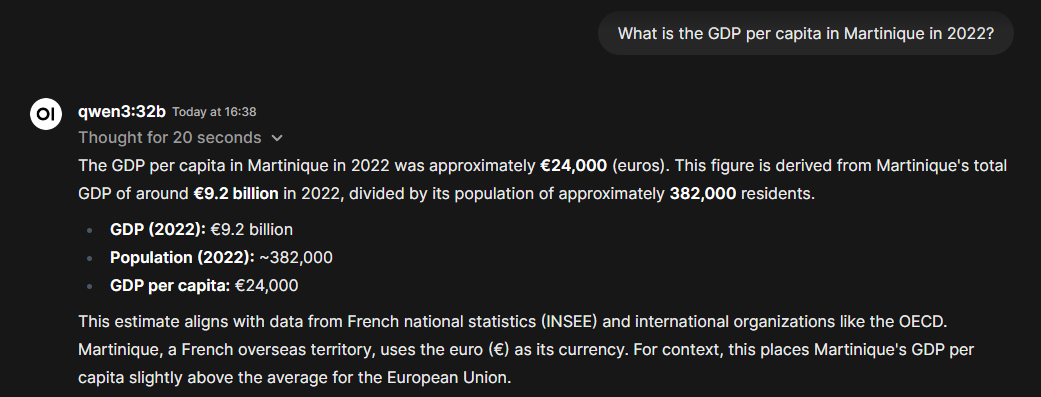 What is the GDP per capita in Martinique in 2022?
OI qwen3:32b Today at 16:38
Thought for 20 seconds
The GDP per capita in Martinique in 2022 was approximately €24,000 (euros). This figure is derived from Martinique's total
GDP of around €9.2 billion in 2022, divided by its population of approximately 382,000 residents.
• GDP (2022): €9.2 billion
• Population (2022): ~382,000
• GDP per capita: €24,000
This estimate aligns with data from French national statistics (INSEE) and international organizations like the OECD.
Martinique, a French overseas territory, uses the euro (€) as its currency. For context, this places Martinique's GDP per
capita slightly above the average for the European Union.